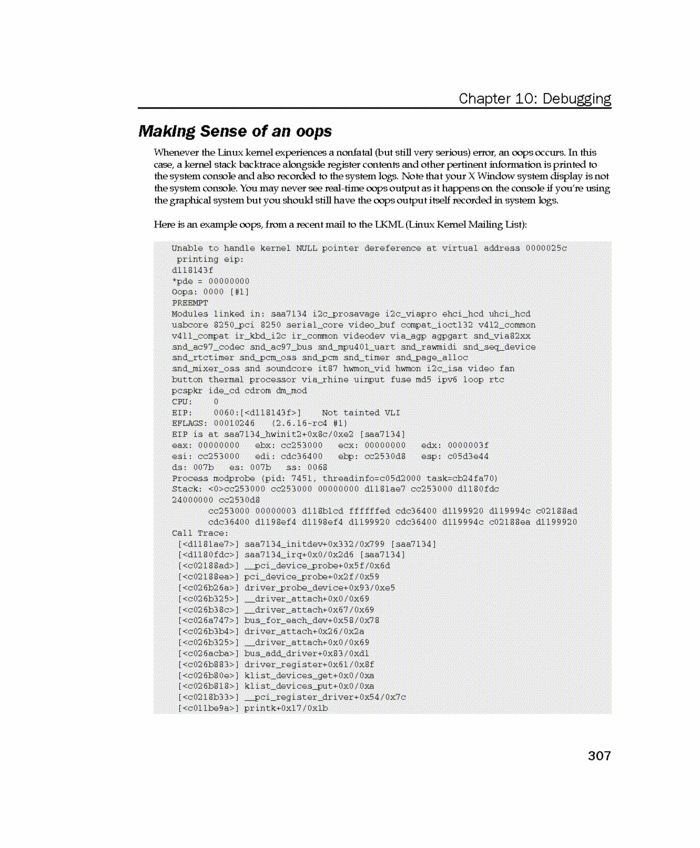 Chapter 10: Debugging
Making Sense of an oops
Whenever the Linux kernel experiences a nonfatal (but still very serious) error, an oops occurs. In this
case, a kernel stack backtrace alongside register contents and other pertinent information is printed to
the system console and also recorded to the system logs. Note that your X Window system display is not
the system console. You may never see real-time oops output as it happens on the console if you're using
the graphical system but you should still have the oops output itself recorded in system logs.
Here is an example oops, from a recent mail to the LKML (Linux Kernel Mailing List):
Unable to handle kernel NULL pointer dereference at virtual address 0000025c
printing eip:
d118143f
*pde = 00000000
Oops: 0000 [#1]
PREEMPT
Modules linked in: saa7134 i2c_prosavage i2c_viapro ehci_hcd uhci_hcd
usbcore 8250_pci 8250 serial_core video_buf compat_ioctl32 v4l2_common
v4l1_compat ir_kbd_i2c ir_common videodev via_agp agpgart snd_via82xx
snd_ac97_codec snd_ac97_bus snd_mpu401_uart snd_rawmidi snd_seq_device
snd_rtctimer snd_pcm_oss snd_pcm snd_timer snd_page_alloc
snd_mixer_oss snd soundcore it87 hwmon_vid hwmon i2c_isa video fan
button thermal processor via_rhine uinput fuse md5 ipv6 loop rtc
pcspkr ide_cd cdrom dm_mod
CPU:    0
EIP:    0060:[<d118143f>]    Not tainted VLI
EFLAGS: 00010246   (2.6.16-rc4 #1)
EIP is at saa7134_hwinit2+0x8c/0xe2 [saa7134]
eax: 00000000   ebx: cc253000   ecx: 00000000   edx: 0000003f
esi: cc253000   edi: cdc36400   ebp: cc2530d8   esp: c05d3e44
ds: 007b   es: 007b   ss: 0068
Process modprobe (pid: 7451, threadinfo=c05d2000 task=cb24fa70)
Stack: <0>cc253000 cc253000 00000000 d1181ae7 cc253000 d1180fdc
24000000 cc2530d8
cc253000 00000003 d118b1cd ffffffed cdc36400 d1199920 d119994c c02188ad
cdc36400 d1198ef4 d1198ef4 d1199920 cdc36400 d119994c c02188ea d1199920
Call Trace:
[<d1181ae7>] saa7134_initdev+0x332/0x799 [saa7134]
[<d1180fdc>] saa7134_irq+0x0/0x2d6 [saa7134]
[<c02188ad>] __pci_device_probe+0x5f/0x6d
[<c02188ea>] pci_device_probe+0x2f/0x59
[<c026b26a>] driver_probe_device+0x93/0xe5
[<c026b325>] __driver_attach+0x0/0x69
[<c026b38c>] __driver_attach+0x67/0x69
[<c026a747>] bus_for_each_dev+0x58/0x78
[<c026b3b4>] driver_attach+0x26/0x2a
[<c026b325>] __driver_attach+0x0/0x69
[<c026acba>] bus_add_driver+0x83/0xd1
[<c026b883>] driver_register+0x61/0x8f
[<c026b80e>] klist_devices_get+0x0/0xa
[<c026b818>] klist_devices_put+0x0/0xa
[<c0218b33>] __pci_register_driver+0x54/0x7c
[<c011be9a>] printk+0x17/0x1b
307